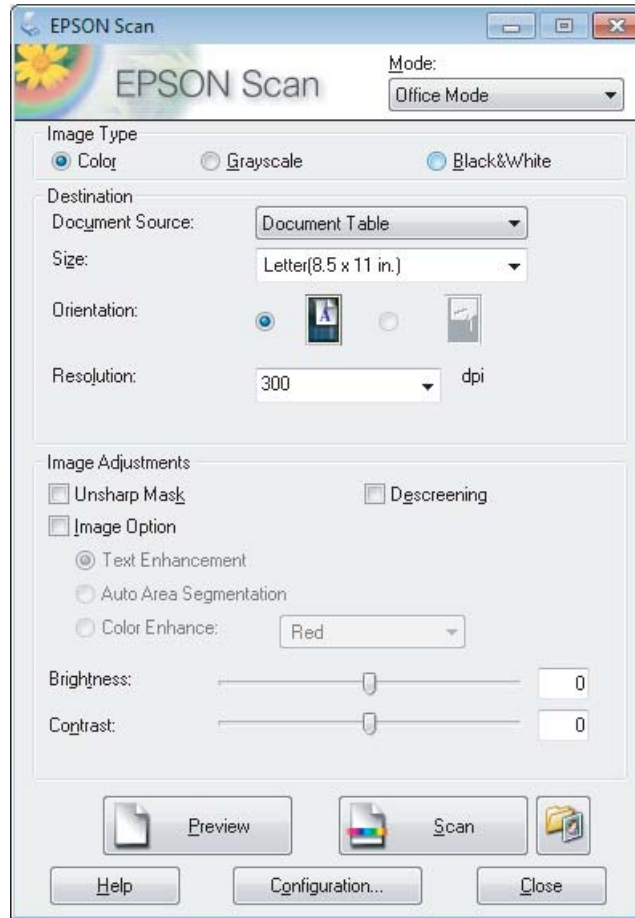 EPSON Scan
EPSON Scan
Mode:
Office Mode
Image Type
Color Grayscale Black&White
Destination
Document Source: Document Table
Size: Letter(8.5 x 11 in.)
Orientation: A
Resolution: 300 dpi
Image Adjustments
Unsharp Mask Descreening
Image Option
Text Enhancement
Auto Area Segmentation
Color Enhance: Red
Brightness: 0
Contrast: 0
Preview Scan
Help Configuration... Close